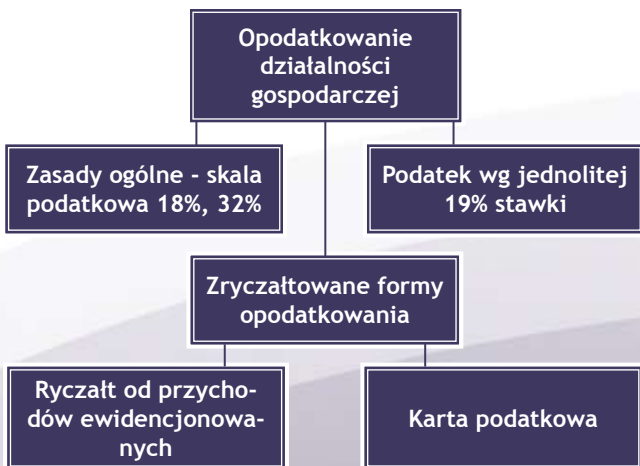 Opodatkowanie
działalności
gospodarczej
Zasady ogólne - skala
podatkowa 18%, 32%
Podatek wg jednolitej
19% stawki
Zryczałtowane formy
opodatkowania
Ryczałt od przycho-
dów ewidencjonowa-
nych
Karta podatkowa